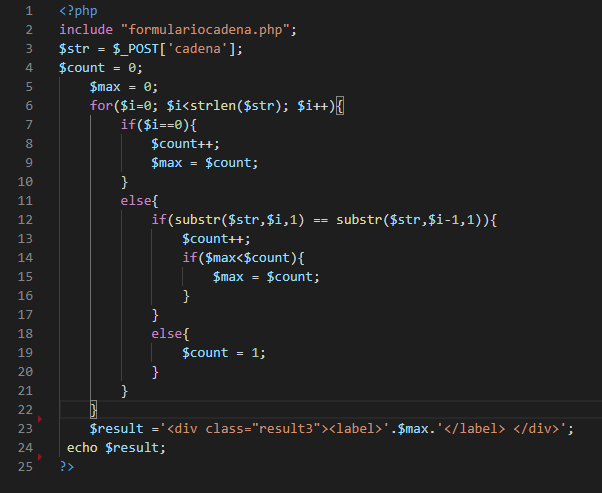 1 <?php
2 include "formulariocadena.php";
3 $str = $_POST['cadena'];
4 $count = 0;
5     $max = 0;
6     for($i=0; $i<strlen($str); $i++){
7         if($i==0){
8             $count++;
9             $max = $count;
10         }
11         else{
12             if(substr($str,$i,1) == substr($str,$i-1,1)){
13                 $count++;
14                 if($max<$count){
15                     $max = $count;
16                 }
17             }
18             else{
19                 $count = 1;
20             }
21         }
22     }
23     $result ='<div class="result3"><label>'.$max.'</label> </div>';
24  echo $result;
25 ?>